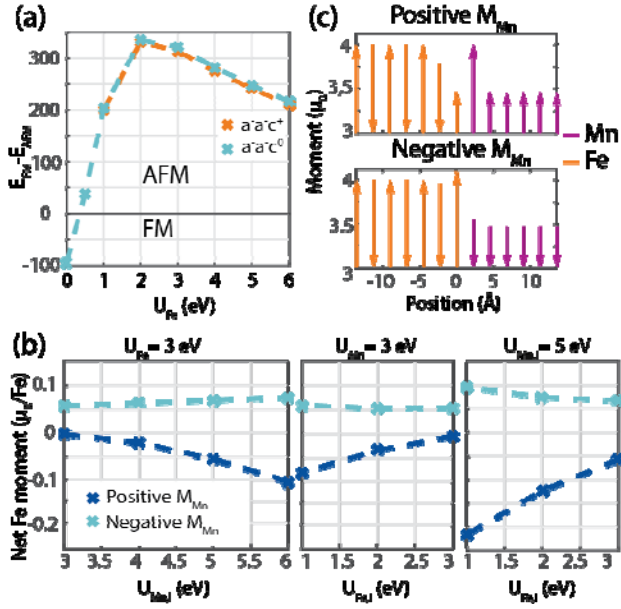 (a)
300
200
100
0
-100
E_FM-E_AFM
a⁻a⁻c⁺
a⁻a⁻c⁰
AFM
FM
0 1 2 3 4 5 6
U_Fe (eV)
(c)
Positive M_Mn
4
3.5
3
Moment (μ_B)
Negative M_Mn
4
3.5
3
-10 -5 0 5 10
Position (Å)
Mn
Fe
(b)
U_Fe = 3 eV
U_Mn = 3 eV
U_Mn,I = 5 eV
Net Fe moment (μ_B/Fe)
0.1
0
-0.1
-0.2
Positive M_Mn
Negative M_Mn
3 3.5 4 4.5 5 5.5 6
1 1.5 2 2.5 3
1 1.5 2 2.5 3
U_Mn,I (eV)
U_Fe,I (eV)
U_Fe,I (eV)